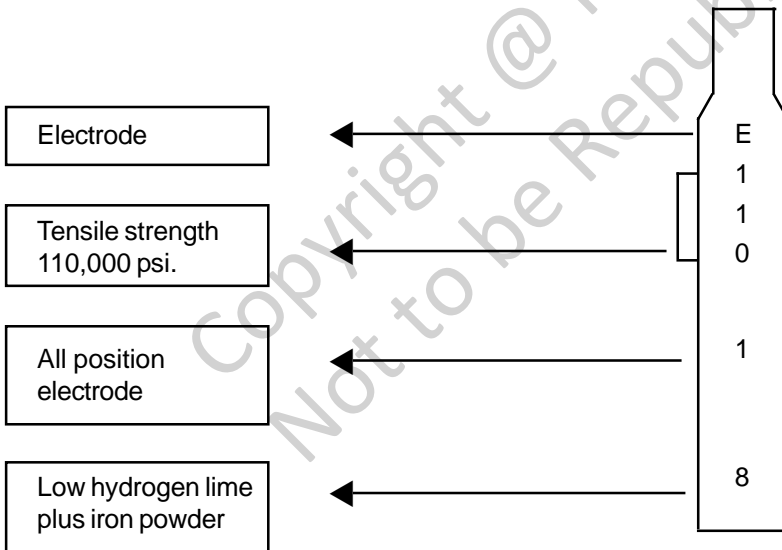 Electrode
Tensile strength
110,000 psi.
All position
electrode
Low hydrogen lime
plus iron powder
E
1
1
0
1
8
Copyright @
Not to be Republ